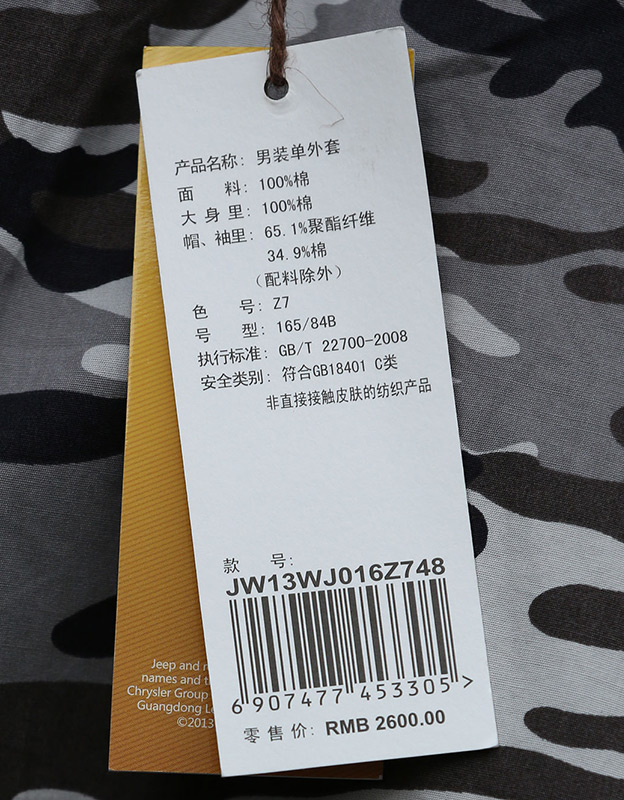 产品名称: 男装单外套
面 料: 100%棉
大 身 里: 100%棉
帽、袖里: 65.1%聚酯纤维
34.9%棉
(配料除外)
色 号: Z7
号 型: 165/84B
执行标准: GB/T 22700-2008
安全类别: 符合GB18401 C类
非直接接触皮肤的纺织产品
款 号:
JW13WJ016Z748
6 907477 453305 >
零 售 价: RMB 2600.00
Jeep and
names and
Chrysler Group
Guangdong
©2013